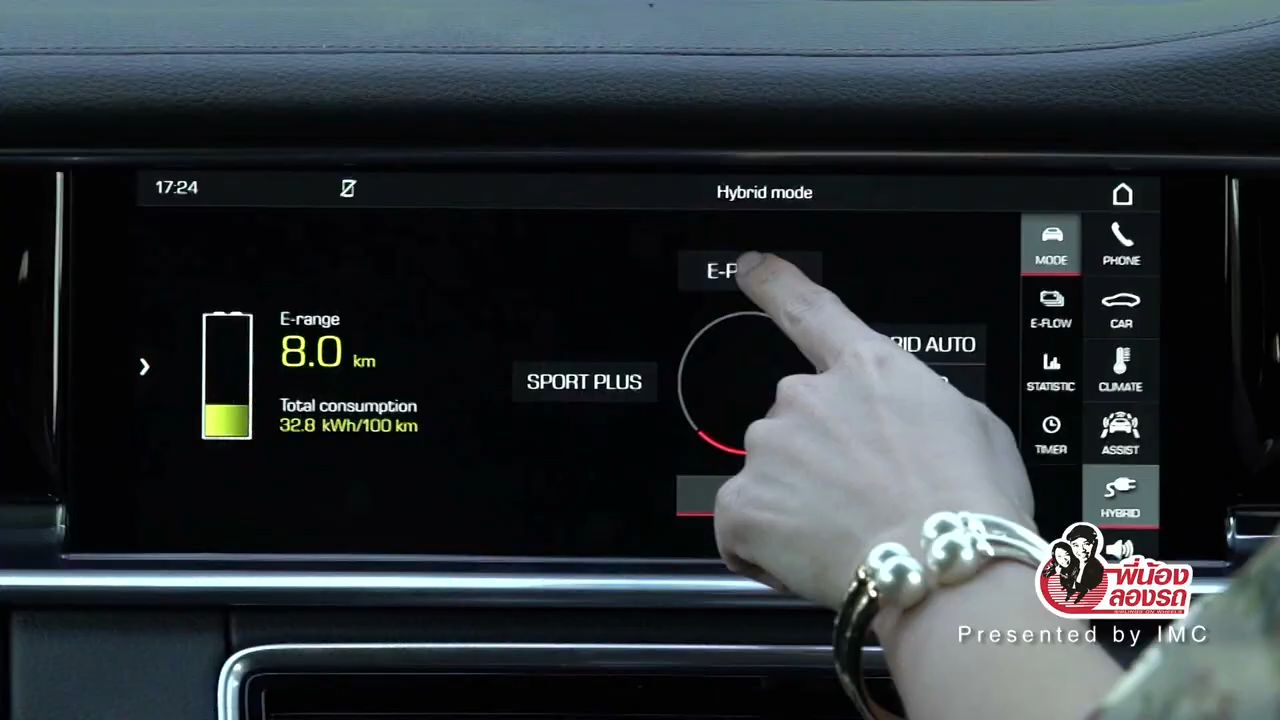 17:24
Hybrid mode
E-range
8.0 km
Total consumption
32.8 kWh/100 km
SPORT PLUS
AUTO
MODE
PHONE
E-FLOW
CAR
STATISTIC
CLIMATE
TIMER
ASSIST
HYBRID
พี่น้อง
ลองรถ
Presented by IMC